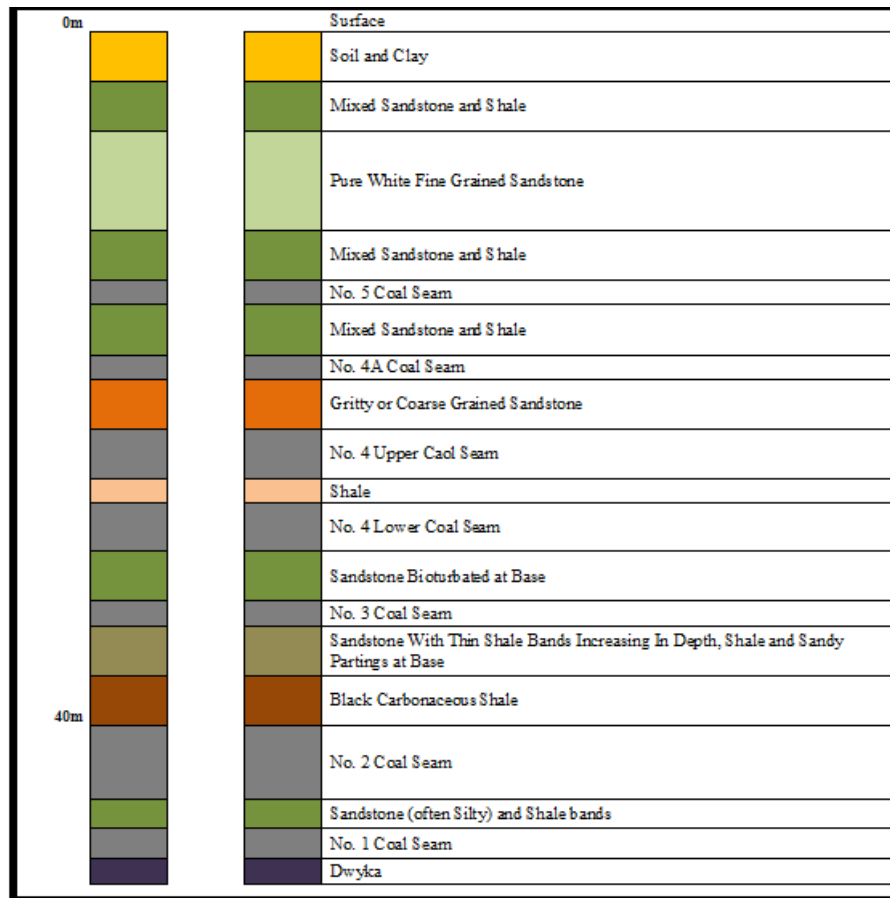 0m
Surface
Soil and Clay
Mixed Sandstone and Shale
Pure White Fine Grained Sandstone
Mixed Sandstone and Shale
No. 5 Coal Seam
Mixed Sandstone and Shale
No. 4A Coal Seam
Gritty or Coarse Grained Sandstone
No. 4 Upper Caol Seam
Shale
No. 4 Lower Coal Seam
Sandstone Bioturbated at Base
No. 3 Coal Seam
Sandstone With Thin Shale Bands Increasing In Depth, Shale and Sandy
Partings at Base
Black Carbonaceous Shale
40m
No. 2 Coal Seam
Sandstone (often Silty) and Shale bands
No. 1 Coal Seam
Dwyka